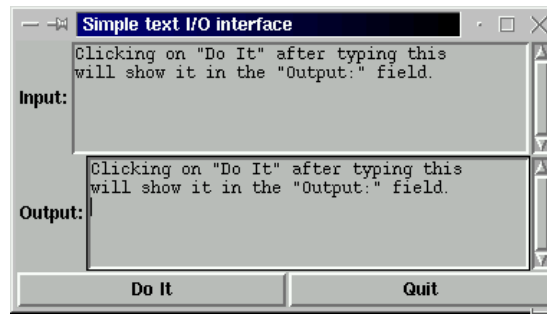 Simple text I/O interface
Input:
Clicking on "Do It" after typing this
will show it in the "Output:" field.
Output:
Clicking on "Do It" after typing this
will show it in the "Output:" field.
Do It
Quit